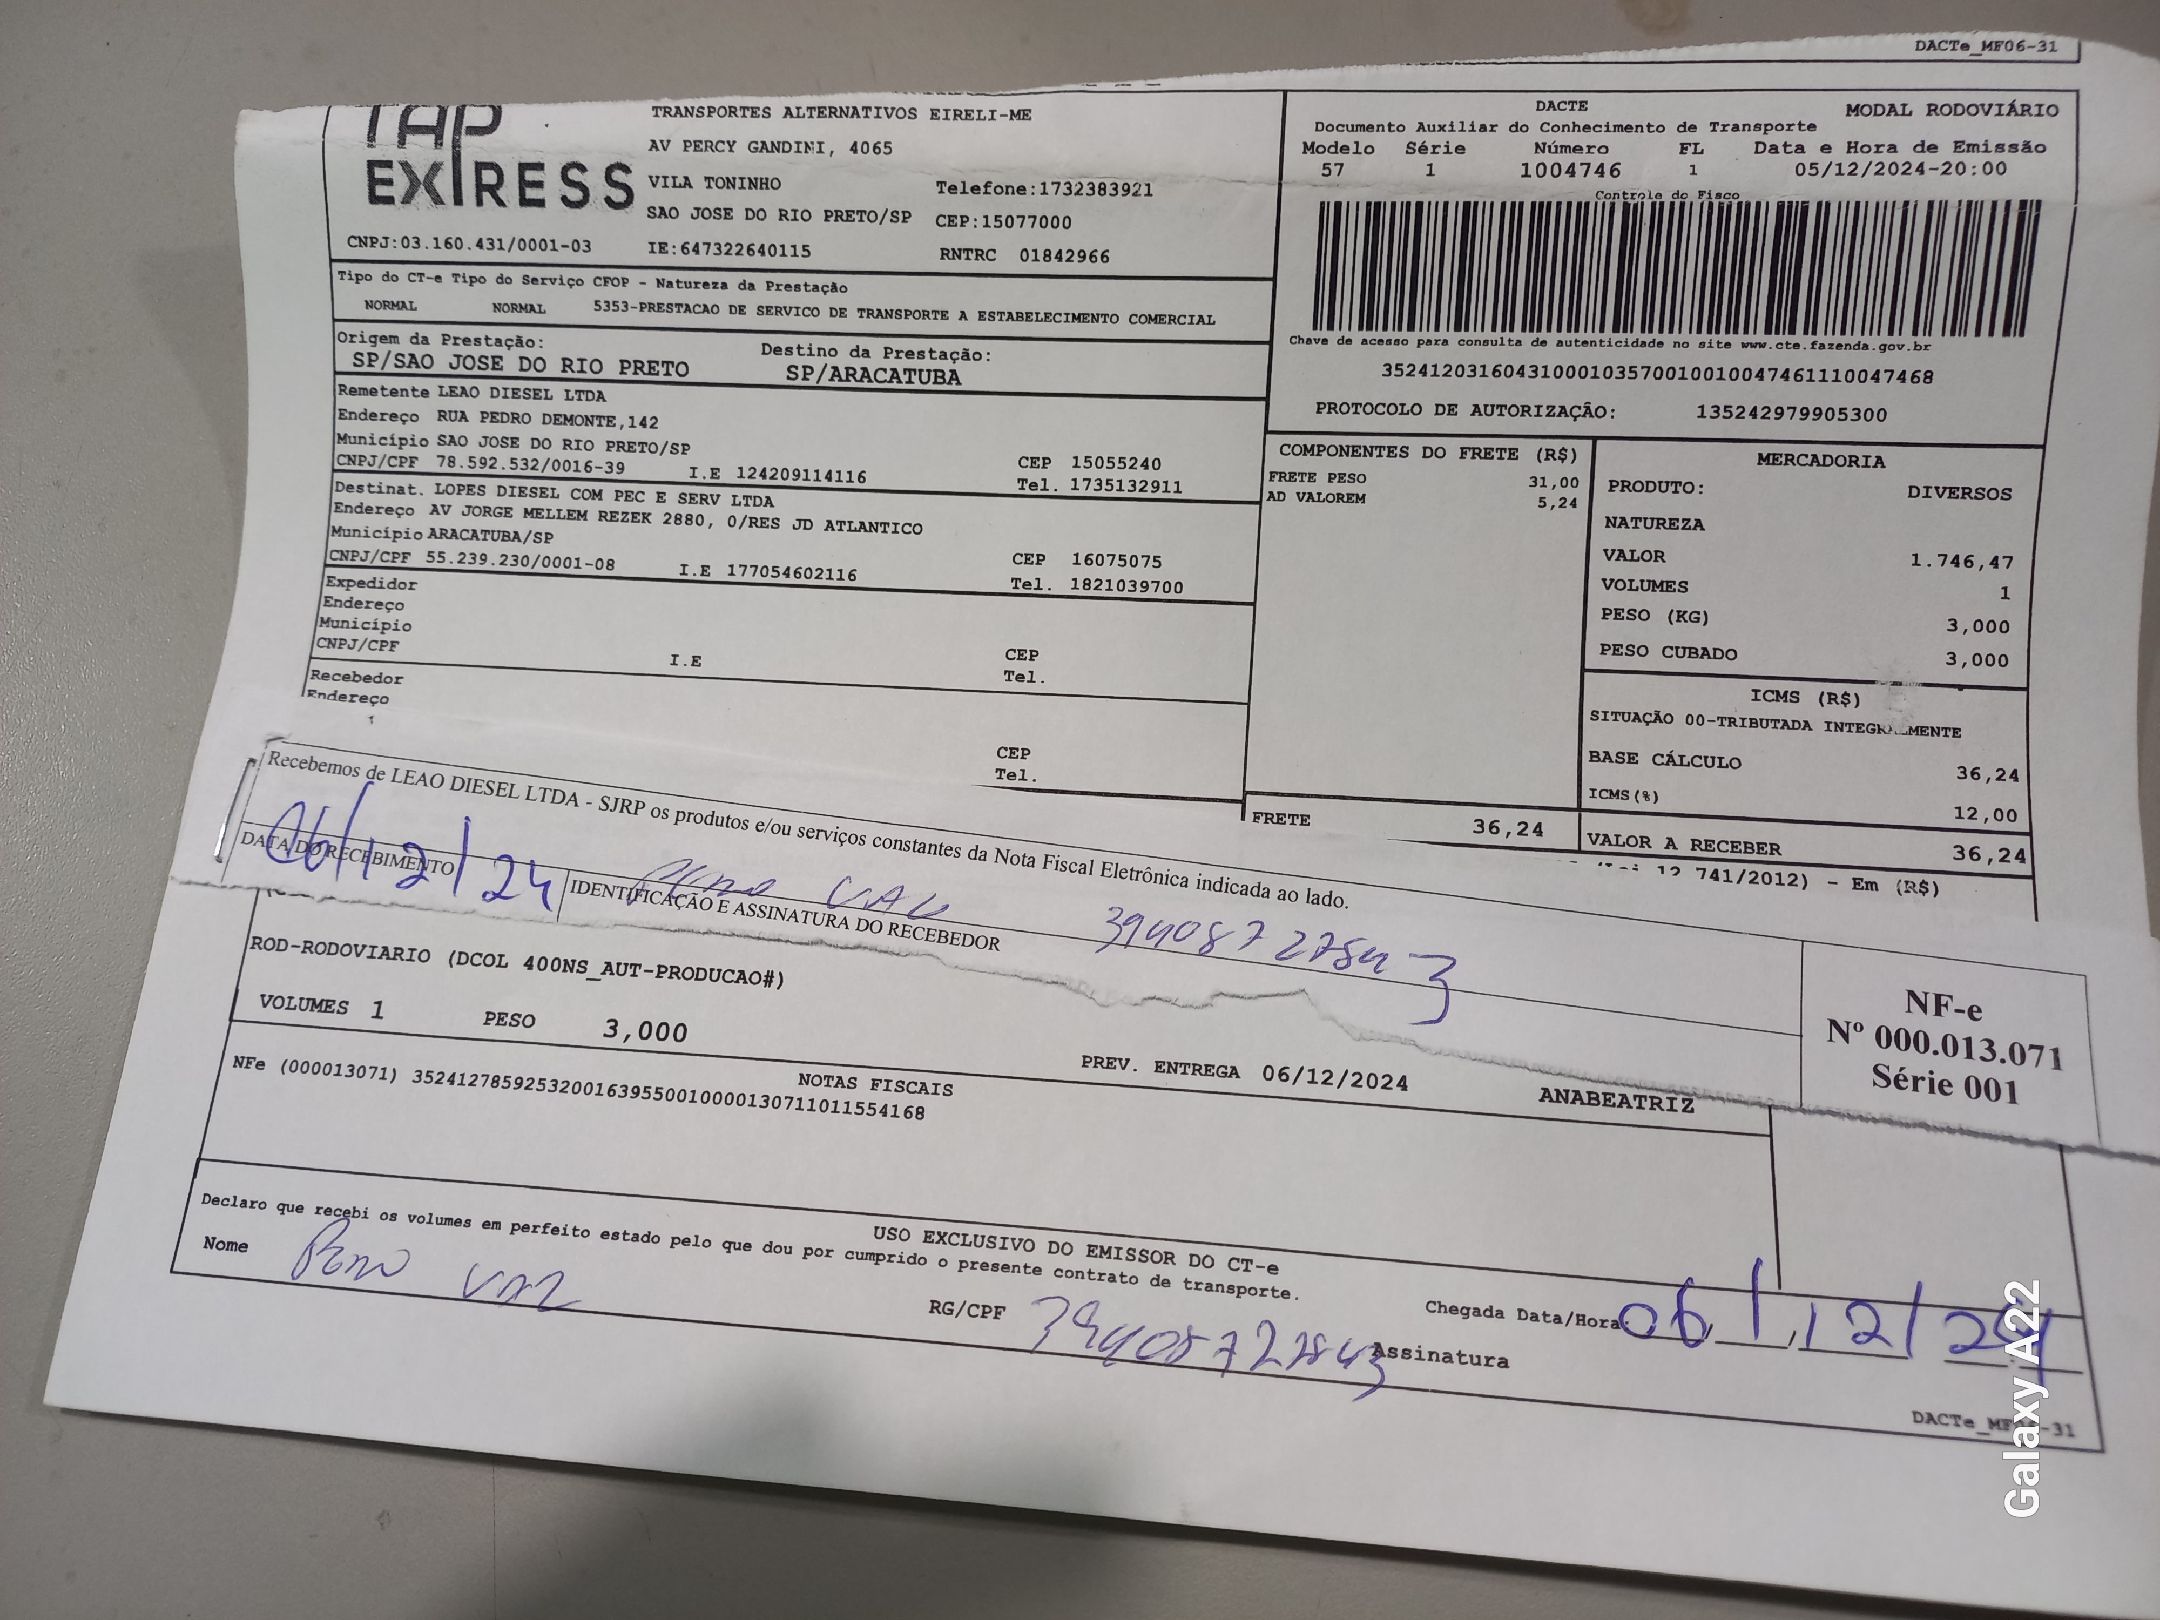 DACTe_MF06-31
TAP EXPRESS
TRANSPORTES ALTERNATIVOS EIRELI-ME
AV PERCY GANDINI, 4065
VILA TONINHO Telefone:1732383921
SAO JOSE DO RIO PRETO/SP CEP:15077000
CNPJ:03.160.431/0001-03 IE:647322640115 RNTRC 01842966
DACTE MODAL RODOVIÁRIO
Documento Auxiliar do Conhecimento de Transporte
Modelo Série Número FL Data e Hora de Emissão
57 1 1004746 1 05/12/2024-20:00
Controle do Fisco
Chave de acesso para consulta de autenticidade no site www.cte.fazenda.gov.br
35241203160431000103570010010047461110047468
PROTOCOLO DE AUTORIZAÇÃO: 135242979905300
Tipo do CT-e Tipo do Serviço CFOP - Natureza da Prestação
NORMAL NORMAL 5353-PRESTACAO DE SERVICO DE TRANSPORTE A ESTABELECIMENTO COMERCIAL
Origem da Prestação: Destino da Prestação:
SP/SAO JOSE DO RIO PRETO SP/ARACATUBA
Remetente LEAO DIESEL LTDA
Endereço RUA PEDRO DEMONTE,142
Município SAO JOSE DO RIO PRETO/SP CEP 15055240
CNPJ/CPF 78.592.532/0016-39 I.E 124209114116 Tel. 1735132911
Destinat. LOPES DIESEL COM PEC E SERV LTDA
Endereço AV JORGE MELLEM REZEK 2880, 0/RES JD ATLANTICO
Município ARACATUBA/SP CEP 16075075
CNPJ/CPF 55.239.230/0001-08 I.E 177054602116 Tel. 1821039700
Expedidor
Endereço
Município CEP
CNPJ/CPF I.E Tel.
Recebedor
Endereço
CEP
Tel.
COMPONENTES DO FRETE (R$)
FRETE PESO 31,00
AD VALOREM 5,24
FRETE 36,24
MERCADORIA
PRODUTO: DIVERSOS
NATUREZA
VALOR 1.746,47
VOLUMES 1
PESO (KG) 3,000
PESO CUBADO 3,000
ICMS (R$)
SITUAÇÃO 00-TRIBUTADA INTEGRALMENTE
BASE CÁLCULO 36,24
ICMS(%) 12,00
VALOR A RECEBER 36,24
12 741/2012) - Em (R$)
Recebemos de LEAO DIESEL LTDA - SJRP os produtos e/ou serviços constantes da Nota Fiscal Eletrônica indicada ao lado.
DATA DO RECEBIMENTO IDENTIFICAÇÃO E ASSINATURA DO RECEBEDOR
06/12/24 39408722843
NF-e
Nº 000.013.071
Série 001
ROD-RODOVIARIO (DCOL 400NS_AUT-PRODUCAO#)
VOLUMES 1 PESO 3,000 PREV. ENTREGA 06/12/2024 ANABEATRIZ
NOTAS FISCAIS
NFe (000013071) 35241278592532001639550010000130711011554168
USO EXCLUSIVO DO EMISSOR DO CT-e
Declaro que recebi os volumes em perfeito estado pelo que dou por cumprido o presente contrato de transporte.
Nome RG/CPF 39408722843 Assinatura
Chegada Data/Hora: 06/12/24
DACTe_MF06-31
Galaxy A22